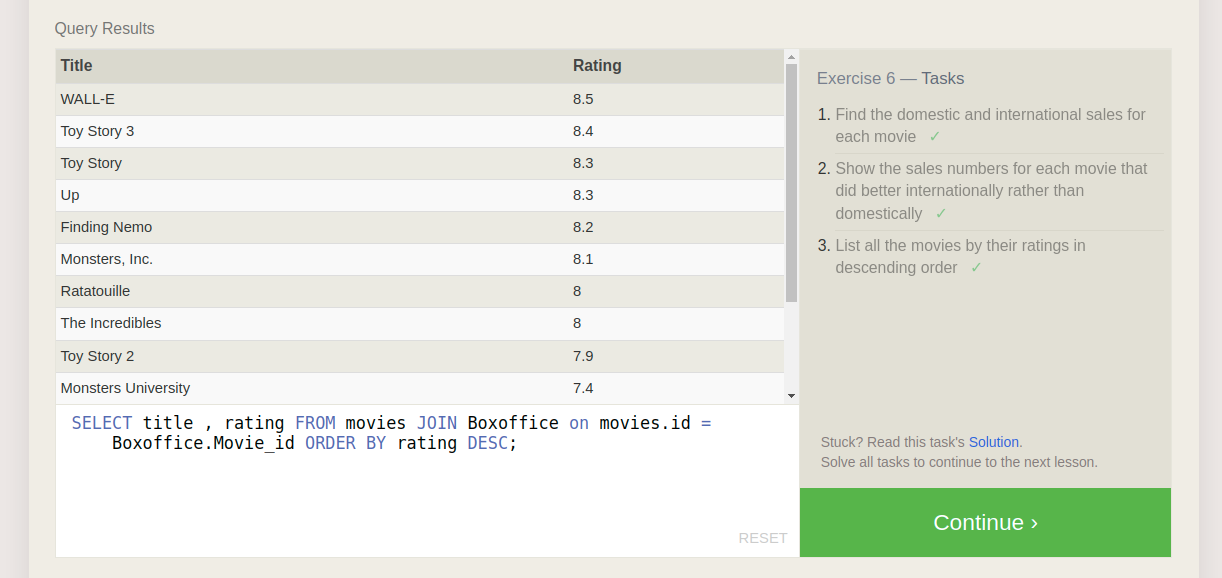 Query Results
Title Rating
WALL-E 8.5
Toy Story 3 8.4
Toy Story 8.3
Up 8.3
Finding Nemo 8.2
Monsters, Inc. 8.1
Ratatouille 8
The Incredibles 8
Toy Story 2 7.9
Monsters University 7.4
SELECT title , rating FROM movies JOIN Boxoffice on movies.id =
Boxoffice.Movie_id ORDER BY rating DESC;
RESET
Exercise 6 — Tasks
1. Find the domestic and international sales for
each movie ✓
2. Show the sales numbers for each movie that
did better internationally rather than
domestically ✓
3. List all the movies by their ratings in
descending order ✓
Stuck? Read this task's Solution.
Solve all tasks to continue to the next lesson.
Continue ›